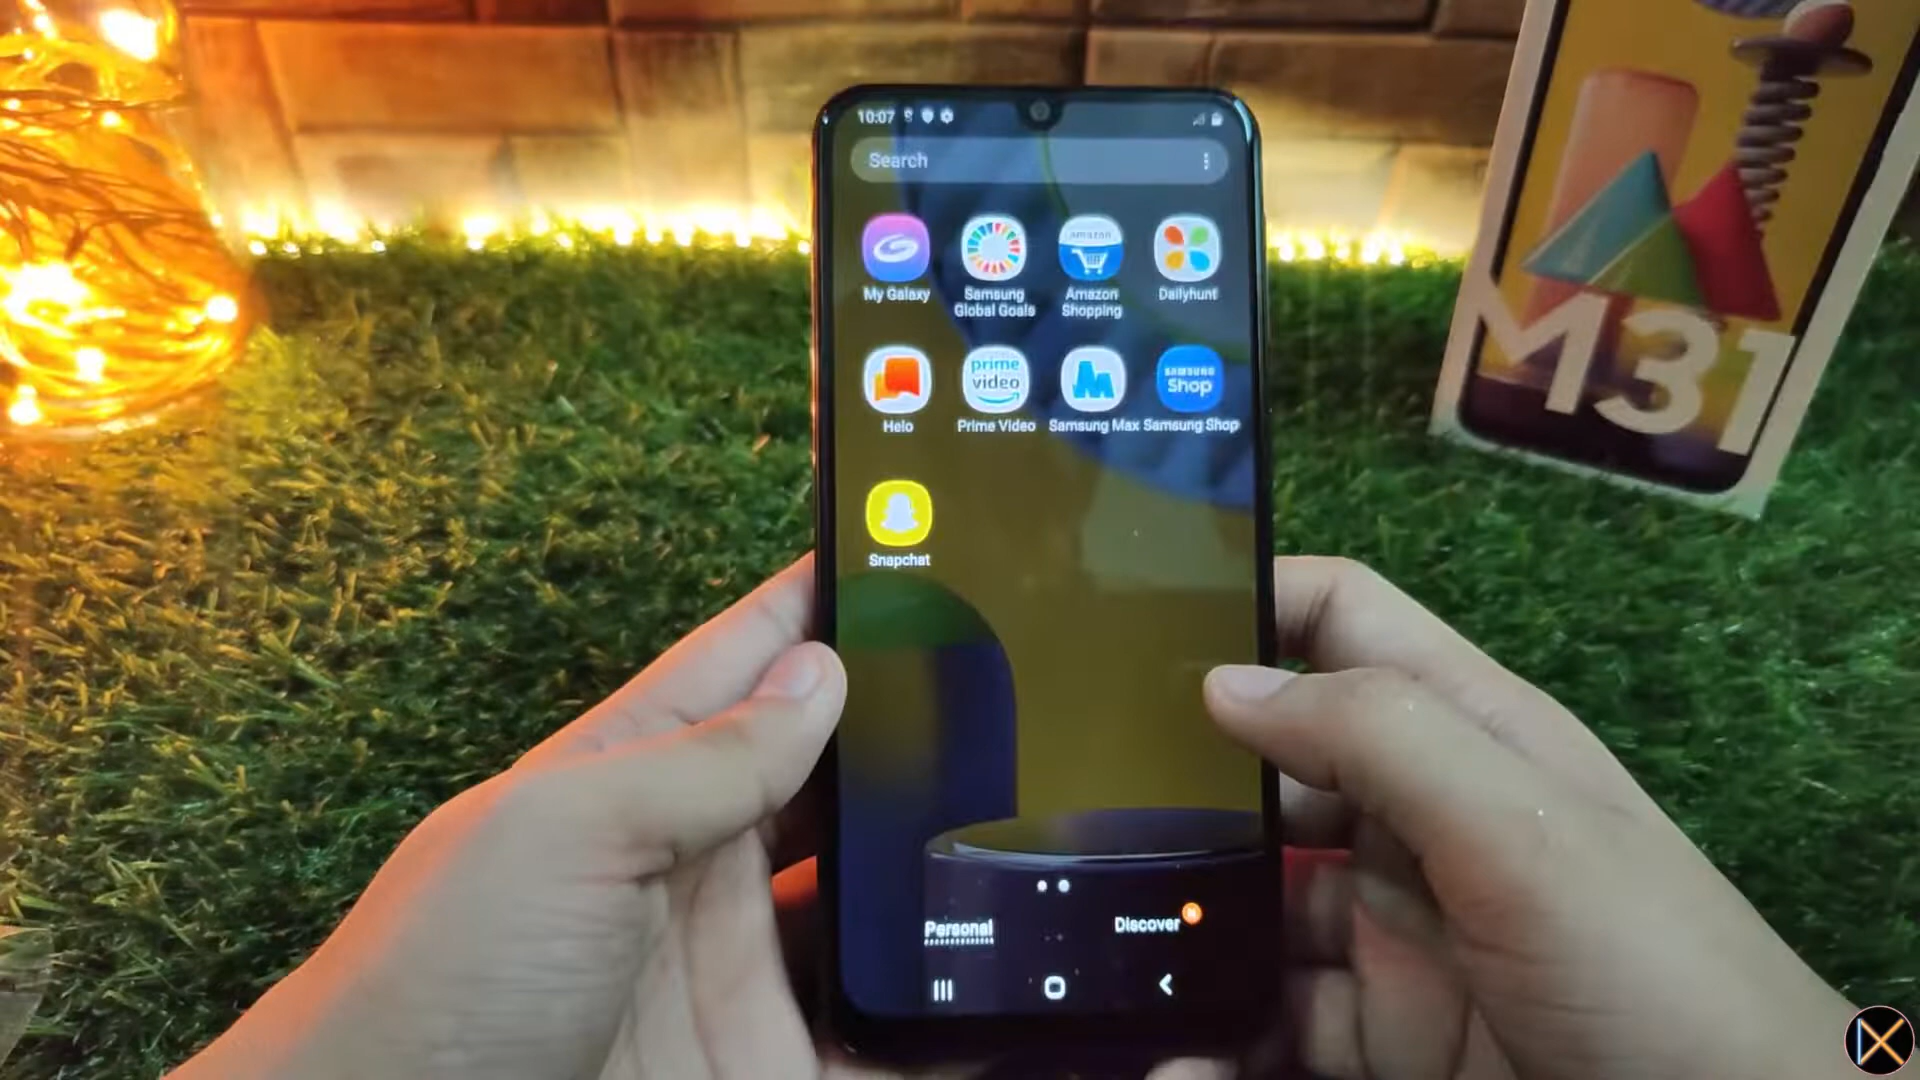 10:07
Search
My Galaxy
Samsung
Global Goals
amazon
Amazon
Shopping
Dailyhunt
Helo
prime
video
Prime Video
Samsung Max
SAMSUNG
Shop
Samsung Shop
Snapchat
Personal
Discover
N
M31